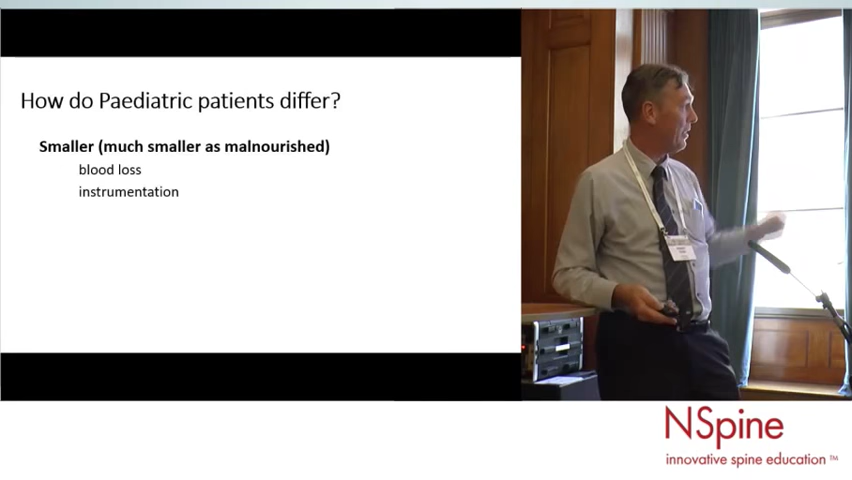 How do Paediatric patients differ?
Smaller (much smaller as malnourished)
blood loss
instrumentation
NSpine
innovative spine education™